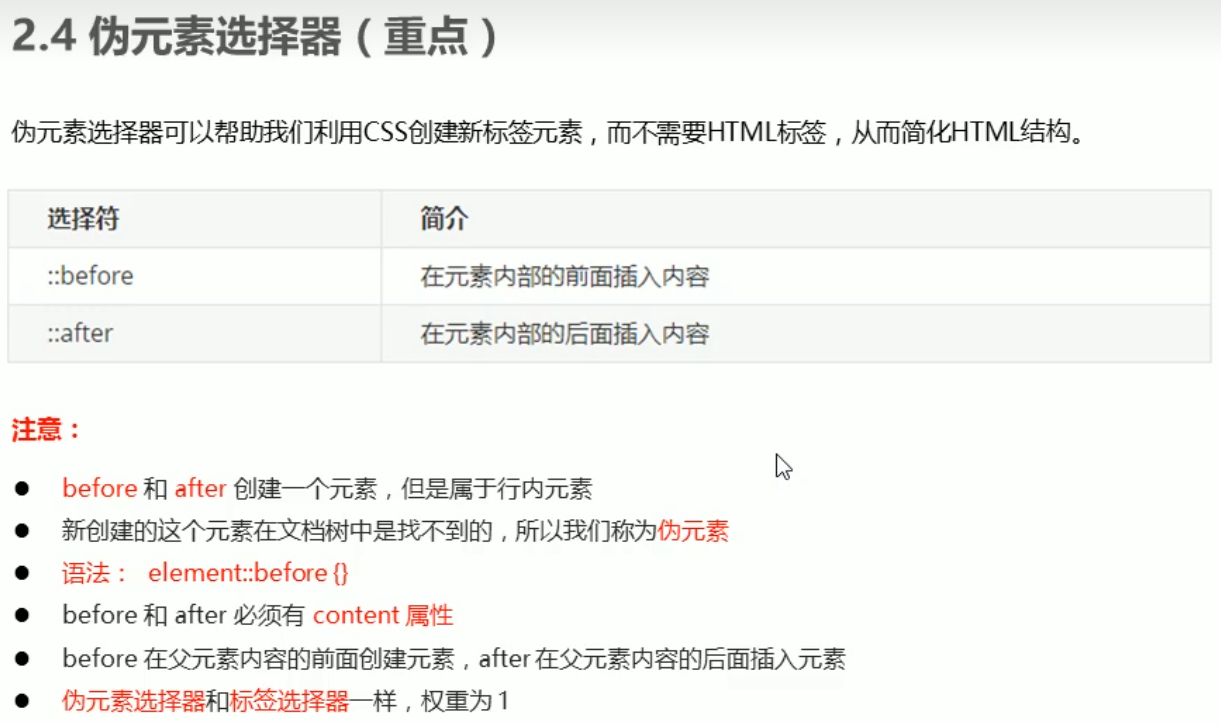 2.4 伪元素选择器（重点）
伪元素选择器可以帮助我们利用CSS创建新标签元素，而不需要HTML标签，从而简化HTML结构。
选择符 简介
::before 在元素内部的前面插入内容
::after 在元素内部的后面插入内容
注意：
before 和 after 创建一个元素，但是属于行内元素
新创建的这个元素在文档树中是找不到的，所以我们称为伪元素
语法： element::before {}
before 和 after 必须有 content 属性
before 在父元素内容的前面创建元素，after 在父元素内容的后面插入元素
伪元素选择器和标签选择器一样，权重为 1